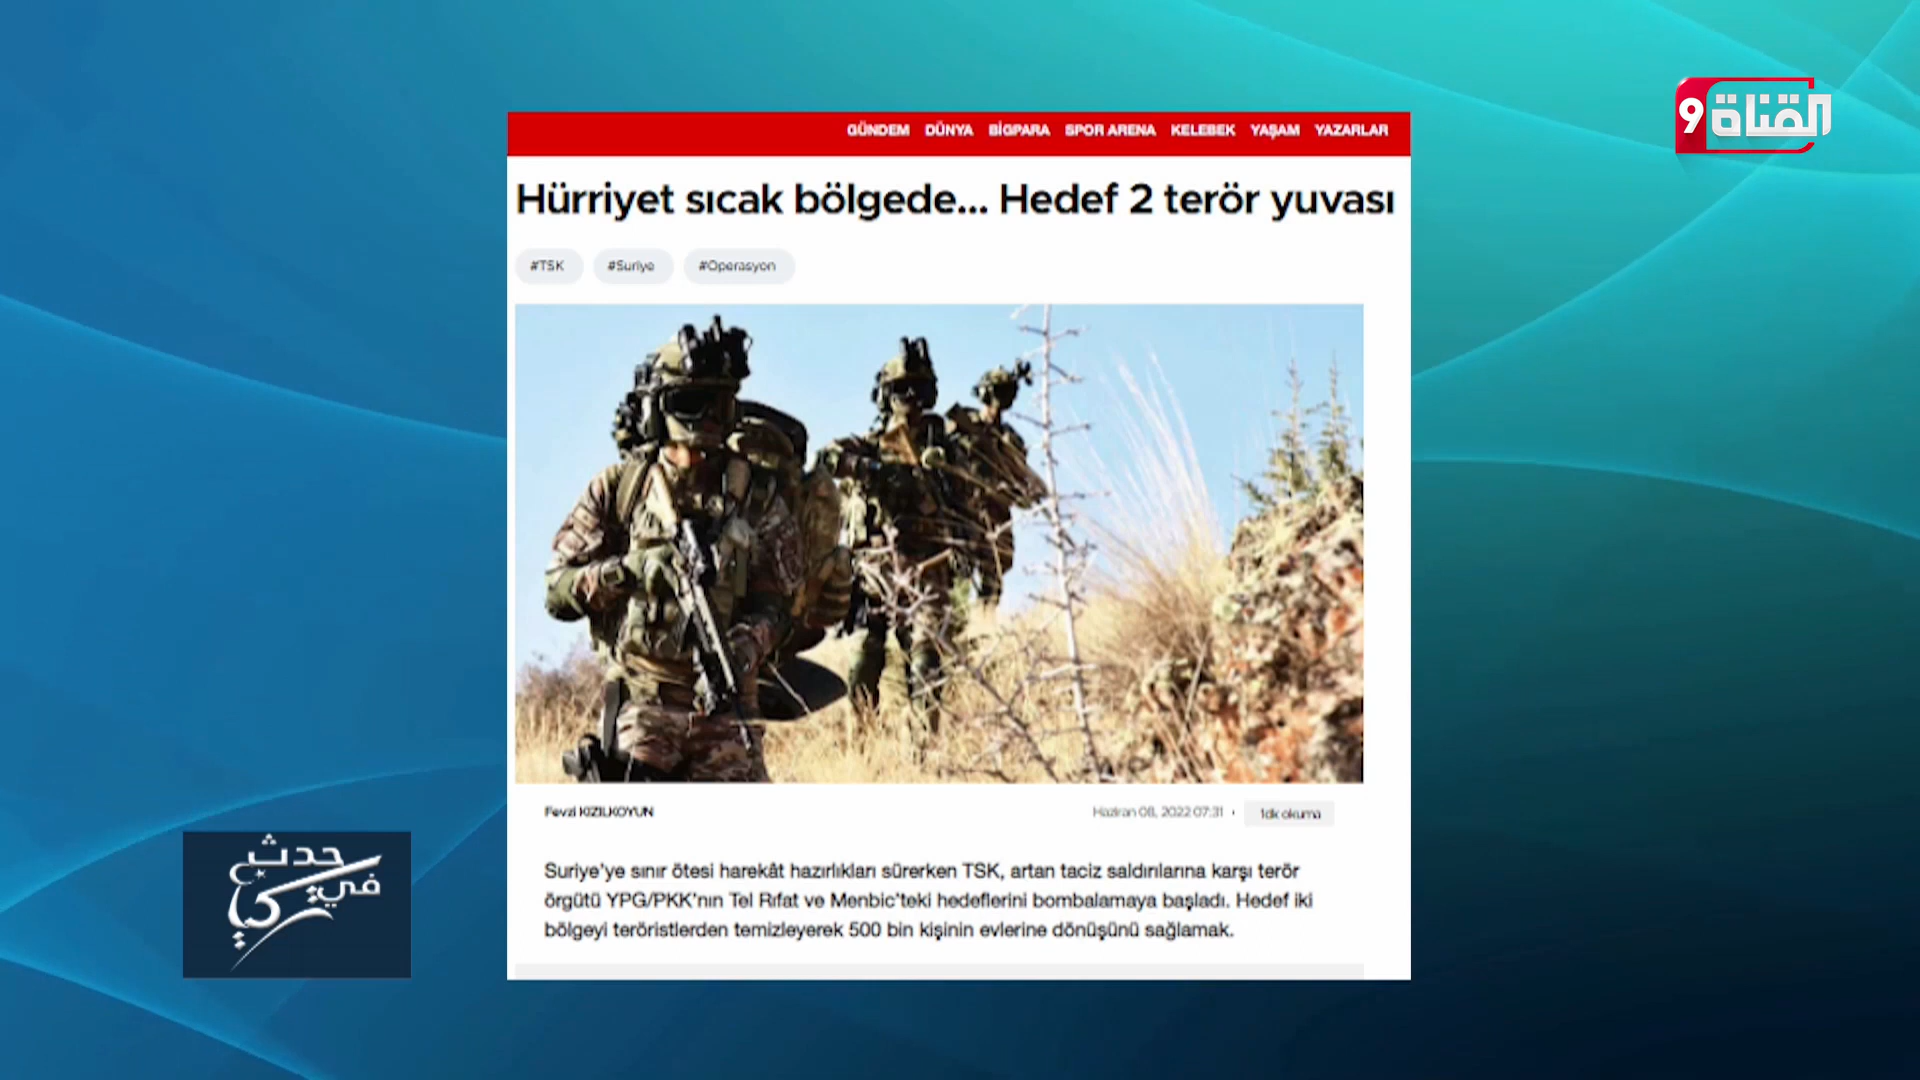 القناة 9
GÜNDEM DÜNYA BİGPARA SPOR ARENA KELEBEK YAŞAM YAZARLAR
Hürriyet sıcak bölgede... Hedef 2 terör yuvası
#TSK #Suriye #Operasyon
Fevzi KIZILKOYUN
Haziran 08, 2022 07:31 • 1dk okuma
Suriye'ye sınır ötesi harekât hazırlıkları sürerken TSK, artan taciz saldırılarına karşı terör
örgütü YPG/PKK'nın Tel Rıfat ve Menbic'teki hedeflerini bombalamaya başladı. Hedef iki
bölgeyi teröristlerden temizleyerek 500 bin kişinin evlerine dönüşünü sağlamak.
حدث
في تركيا